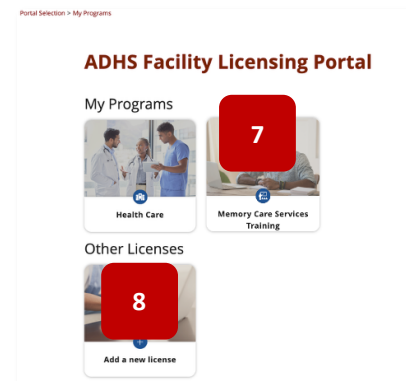 Portal Selection > My Programs
ADHS Facility Licensing Portal
My Programs
7
Health Care
Memory Care Services
Training
Other Licenses
8
Add a new license